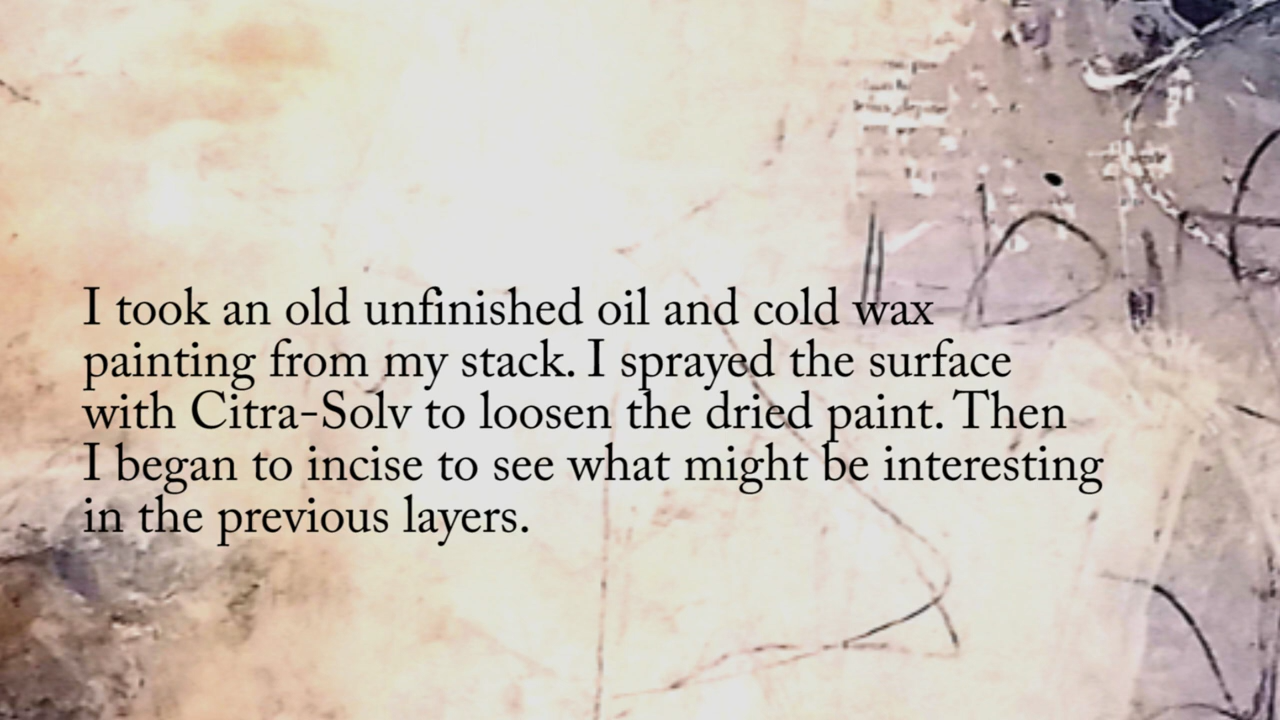 I took an old unfinished oil and cold wax
painting from my stack. I sprayed the surface
with Citra-Solv to loosen the dried paint. Then
I began to incise to see what might be interesting
in the previous layers.